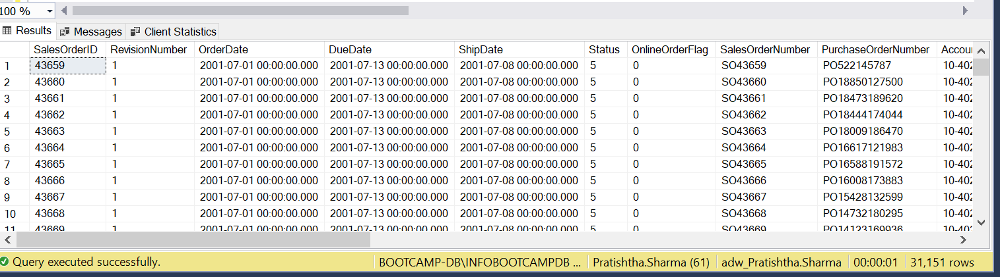 100 %
Results Messages Client Statistics
SalesOrderID RevisionNumber OrderDate DueDate ShipDate Status OnlineOrderFlag SalesOrderNumber PurchaseOrderNumber Accou
1 43659 1 2001-07-01 00:00:00.000 2001-07-13 00:00:00.000 2001-07-08 00:00:00.000 5 0 SO43659 PO522145787 10-402
2 43660 1 2001-07-01 00:00:00.000 2001-07-13 00:00:00.000 2001-07-08 00:00:00.000 5 0 SO43660 PO18850127500 10-402
3 43661 1 2001-07-01 00:00:00.000 2001-07-13 00:00:00.000 2001-07-08 00:00:00.000 5 0 SO43661 PO18473189620 10-402
4 43662 1 2001-07-01 00:00:00.000 2001-07-13 00:00:00.000 2001-07-08 00:00:00.000 5 0 SO43662 PO18444174044 10-402
5 43663 1 2001-07-01 00:00:00.000 2001-07-13 00:00:00.000 2001-07-08 00:00:00.000 5 0 SO43663 PO18009186470 10-402
6 43664 1 2001-07-01 00:00:00.000 2001-07-13 00:00:00.000 2001-07-08 00:00:00.000 5 0 SO43664 PO16617121983 10-402
7 43665 1 2001-07-01 00:00:00.000 2001-07-13 00:00:00.000 2001-07-08 00:00:00.000 5 0 SO43665 PO16588191572 10-402
8 43666 1 2001-07-01 00:00:00.000 2001-07-13 00:00:00.000 2001-07-08 00:00:00.000 5 0 SO43666 PO16008173883 10-402
9 43667 1 2001-07-01 00:00:00.000 2001-07-13 00:00:00.000 2001-07-08 00:00:00.000 5 0 SO43667 PO15428132599 10-402
10 43668 1 2001-07-01 00:00:00.000 2001-07-13 00:00:00.000 2001-07-08 00:00:00.000 5 0 SO43668 PO14732180295 10-402
11 43669 1 2001-07-01 00:00:00.000 2001-07-13 00:00:00.000 2001-07-08 00:00:00.000 5 0 SO43669 PO14123169936 10-402
Query executed successfully. BOOTCAMP-DB\INFOBOOTCAMPDB ... Pratishtha.Sharma (61) adw_Pratishtha.Sharma 00:00:01 31,151 rows